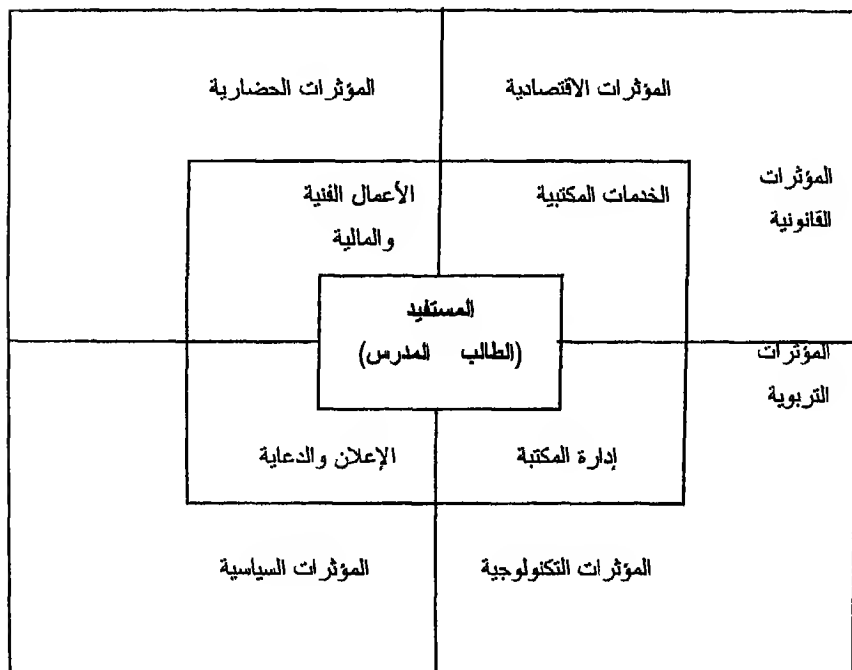 المؤثرات الاقتصادية
المؤثرات الحضارية
المؤثرات
القانونية
الخدمات المكتبية
الأعمال الفنية
والمالية
المستفيد
(الطالب المدرس)
المؤثرات
التربوية
إدارة المكتبة
الإعلان والدعاية
المؤثرات التكنولوجية
المؤثرات السياسية